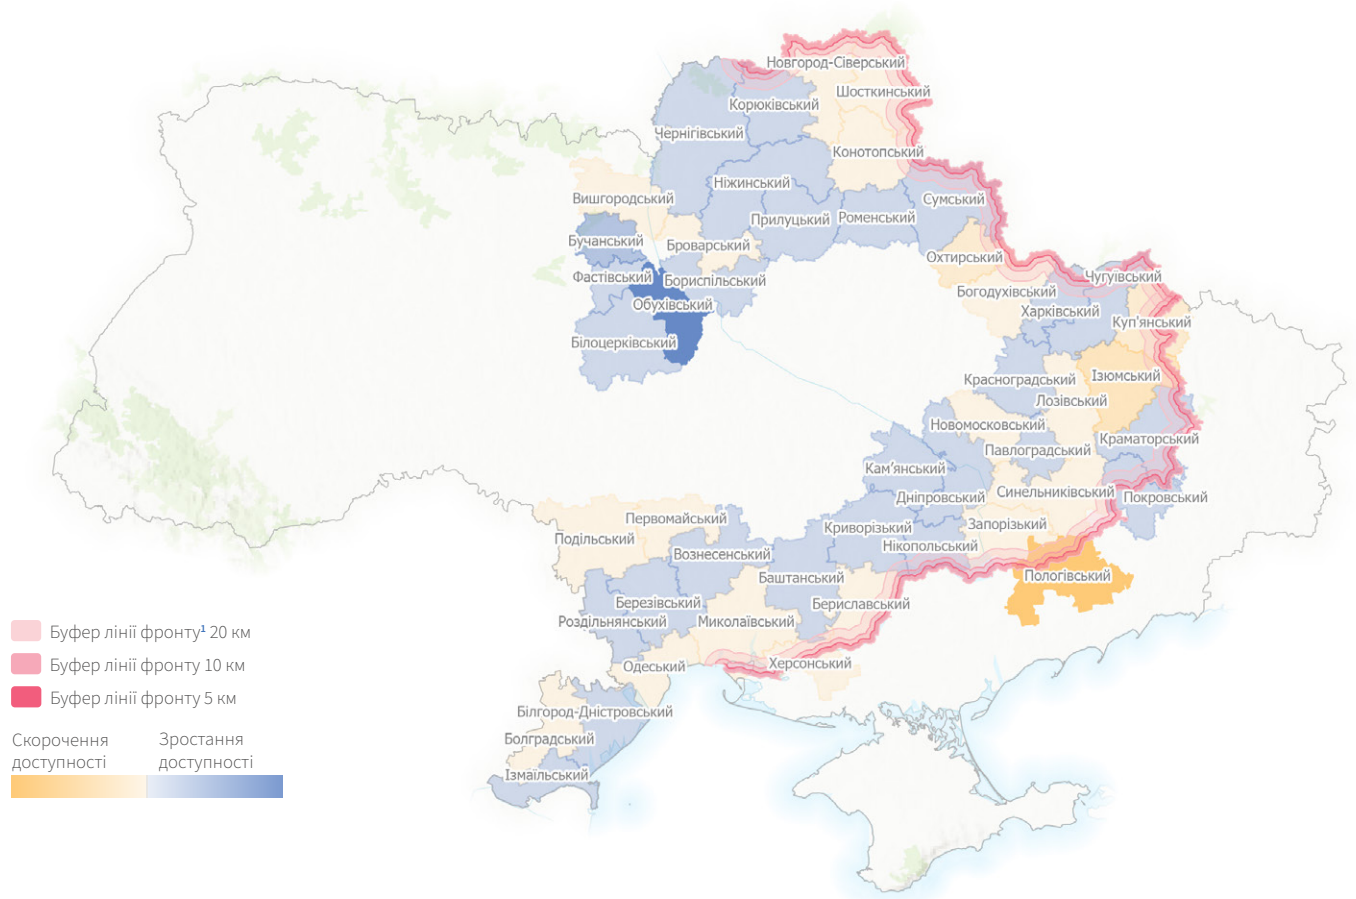 Новгород-Сіверський
Шосткинський
Корюківський
Чернігівський
Конотопський
Ніжинський
Вишгородський
Сумський
Прилуцький
Роменський
Бучанський
Броварський
Охтирський
Фастівський
Бориспільський
Чугуївський
Богодухівський
Обухівський
Харківський
Куп'янський
Білоцерківський
Ізюмський
Красноградський
Лозівський
Новомосковський
Краматорський
Павлоградський
Кам'янський
Синельниківський
Дніпровський
Покровський
Первомайський
Криворізький
Запорізький
Подільський
Нікопольський
Вознесенський
Баштанський
Пологівський
Березівський
Бериславський
Роздільнянський
Миколаївський
Одеський
Херсонський
Білгород-Дністровський
Болградський
Ізмаїльський
Буфер лінії фронту¹ 20 км
Буфер лінії фронту 10 км
Буфер лінії фронту 5 км
Скорочення
доступності
Зростання
доступності